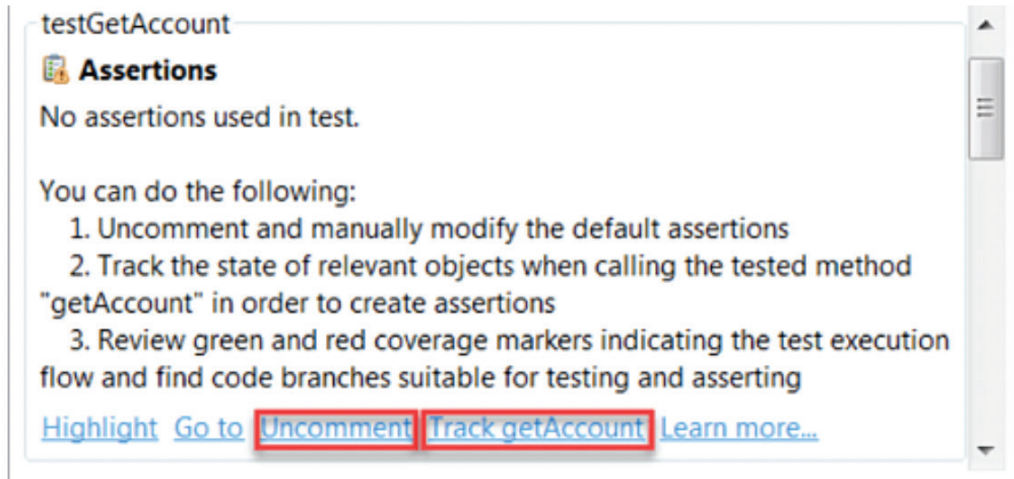 testGetAccount
Assertions
No assertions used in test.
You can do the following:
1. Uncomment and manually modify the default assertions
2. Track the state of relevant objects when calling the tested method
"getAccount" in order to create assertions
3. Review green and red coverage markers indicating the test execution
flow and find code branches suitable for testing and asserting
Highlight Go to Uncomment Track getAccount Learn more...